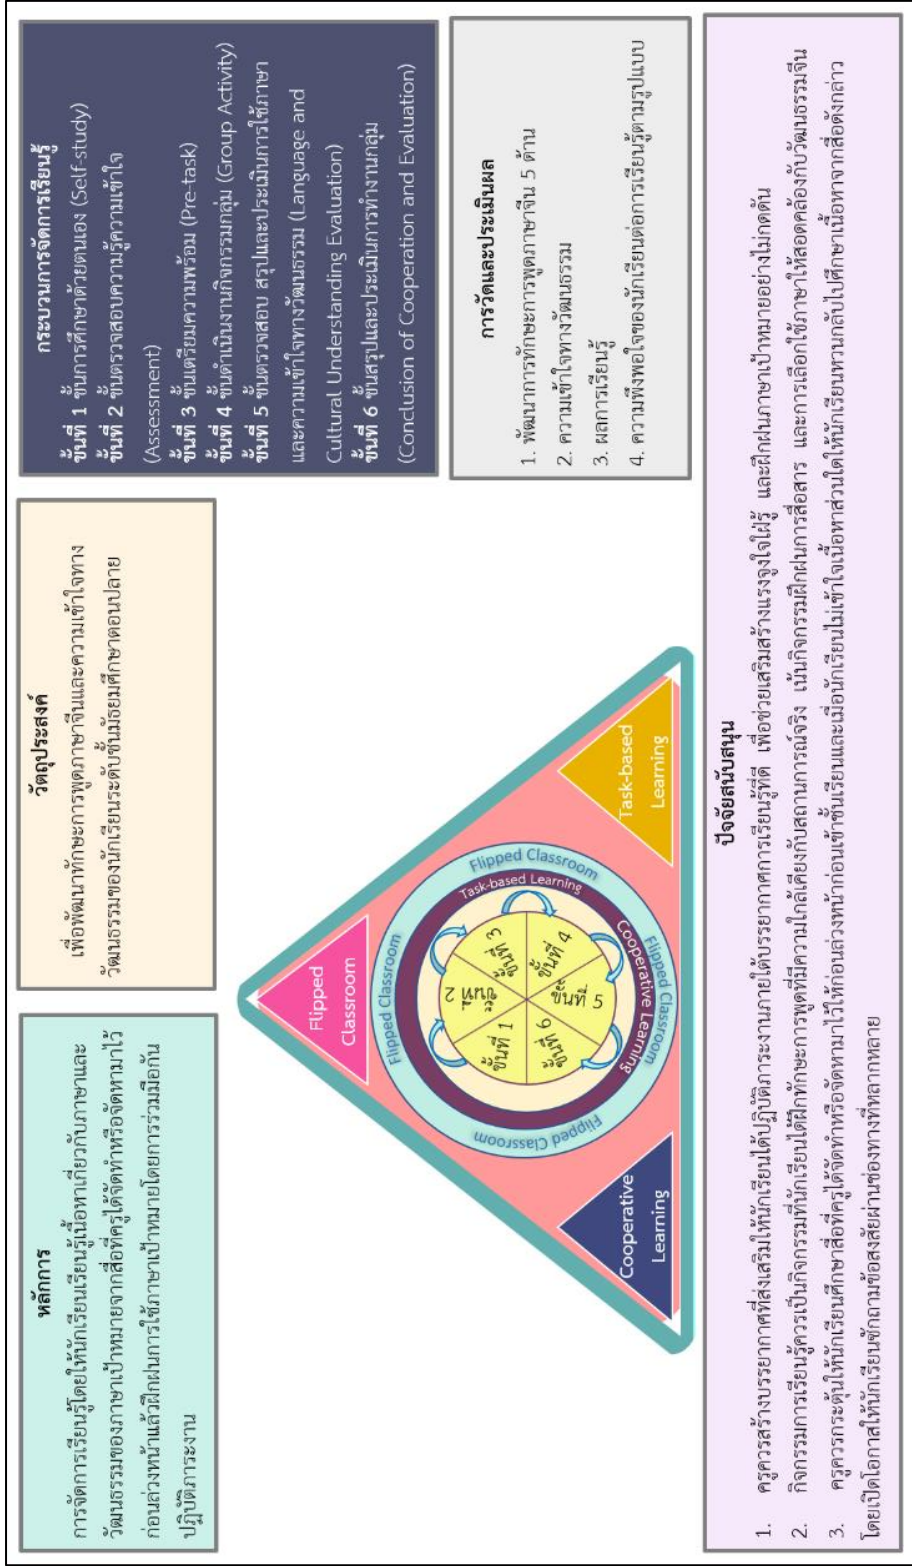 หลักการ
การจัดการเรียนรู้โดยให้นักเรียนเรียนรู้เนื้อหาเกี่ยวกับภาษาและ
วัฒนธรรมของภาษาเป้าหมายจากสื่อที่ครูได้จัดทำหรือจัดหามาไว้
ก่อนล่วงหน้าแล้วฝึกฝนการใช้ภาษาเป้าหมายโดยการร่วมมือกัน
ปฏิบัติภาระงาน
วัตถุประสงค์
เพื่อพัฒนาทักษะการพูดภาษาจีนและความเข้าใจทาง
วัฒนธรรมของนักเรียนระดับชั้นมัธยมศึกษาตอนปลาย
กระบวนการจัดการเรียนรู้
ขั้นที่ 1 ขั้นการศึกษาด้วยตนเอง (Self-study)
ขั้นที่ 2 ขั้นตรวจสอบความรู้ความเข้าใจ
(Assessment)
ขั้นที่ 3 ขั้นเตรียมความพร้อม (Pre-task)
ขั้นที่ 4 ขั้นดำเนินงานกิจกรรมกลุ่ม (Group Activity)
ขั้นที่ 5 ขั้นตรวจสอบ สรุปและประเมินการใช้ภาษา
และความเข้าใจทางวัฒนธรรม (Language and
Cultural Understanding Evaluation)
ขั้นที่ 6 ขั้นสรุปและประเมินการทำงานกลุ่ม
(Conclusion of Cooperation and Evaluation)
Flipped
Classroom
Cooperative
Learning
Task-based
Learning
Flipped Classroom
Flipped Classroom
Flipped Classroom
Flipped Classroom
Task-based Learning
Cooperative Learning
ขั้นที่ 1
ขั้นที่ 2
ขั้นที่ 3
ขั้นที่ 4
ขั้นที่ 5
ขั้นที่ 6
การวัดและประเมินผล
1. พัฒนาการทักษะการพูดภาษาจีน 5 ด้าน
2. ความเข้าใจทางวัฒนธรรม
3. ผลการเรียนรู้
4. ความพึงพอใจของนักเรียนต่อการเรียนรู้ตามรูปแบบ
ปัจจัยสนับสนุน
1. ครูควรสร้างบรรยากาศที่ส่งเสริมให้นักเรียนได้ปฏิบัติภาระงานภายใต้บรรยากาศการเรียนรู้ที่ดี เพื่อช่วยเสริมสร้างแรงจูงใจใฝ่รู้ และฝึกฝนภาษาเป้าหมายอย่างไม่กดดัน
2. กิจกรรมการเรียนรู้ควรเป็นกิจกรรมที่นักเรียนได้ฝึกทักษะการพูดที่มีความใกล้เคียงกับสถานการณ์จริง เน้นกิจกรรมฝึกฝนการสื่อสาร และการเลือกใช้ภาษาให้สอดคล้องกับวัฒนธรรมจีน
3. ครูควรกระตุ้นให้นักเรียนศึกษาสื่อที่ครูได้จัดทำหรือจัดหามาไว้ให้ก่อนล่วงหน้าก่อนเข้าชั้นเรียนและเมื่อนักเรียนไม่เข้าใจเนื้อหาส่วนใดให้นักเรียนทวนกลับไปศึกษาเนื้อหาจากสื่อดังกล่าว
โดยเปิดโอกาสให้นักเรียนซักถามข้อสงสัยผ่านช่องทางที่หลากหลาย